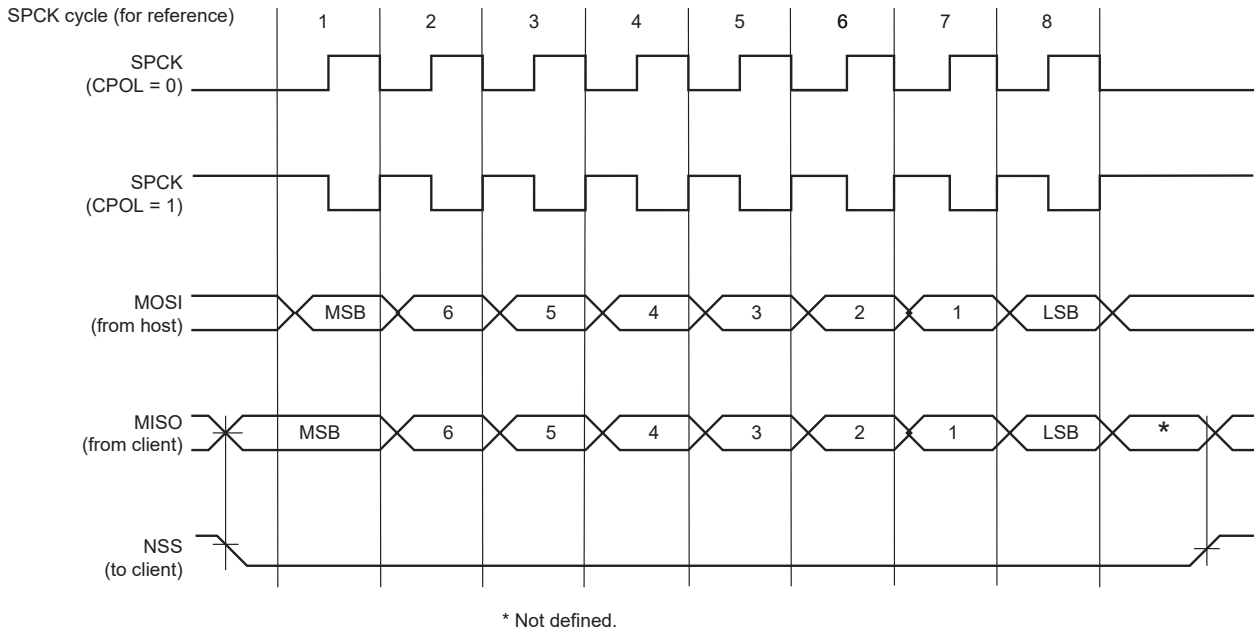 SPCK cycle (for reference)
1 2 3 4 5 6 7 8
SPCK
(CPOL = 0)
SPCK
(CPOL = 1)
MOSI
(from host)
MSB 6 5 4 3 2 1 LSB
MISO
(from client)
MSB 6 5 4 3 2 1 LSB *
NSS
(to client)
* Not defined.